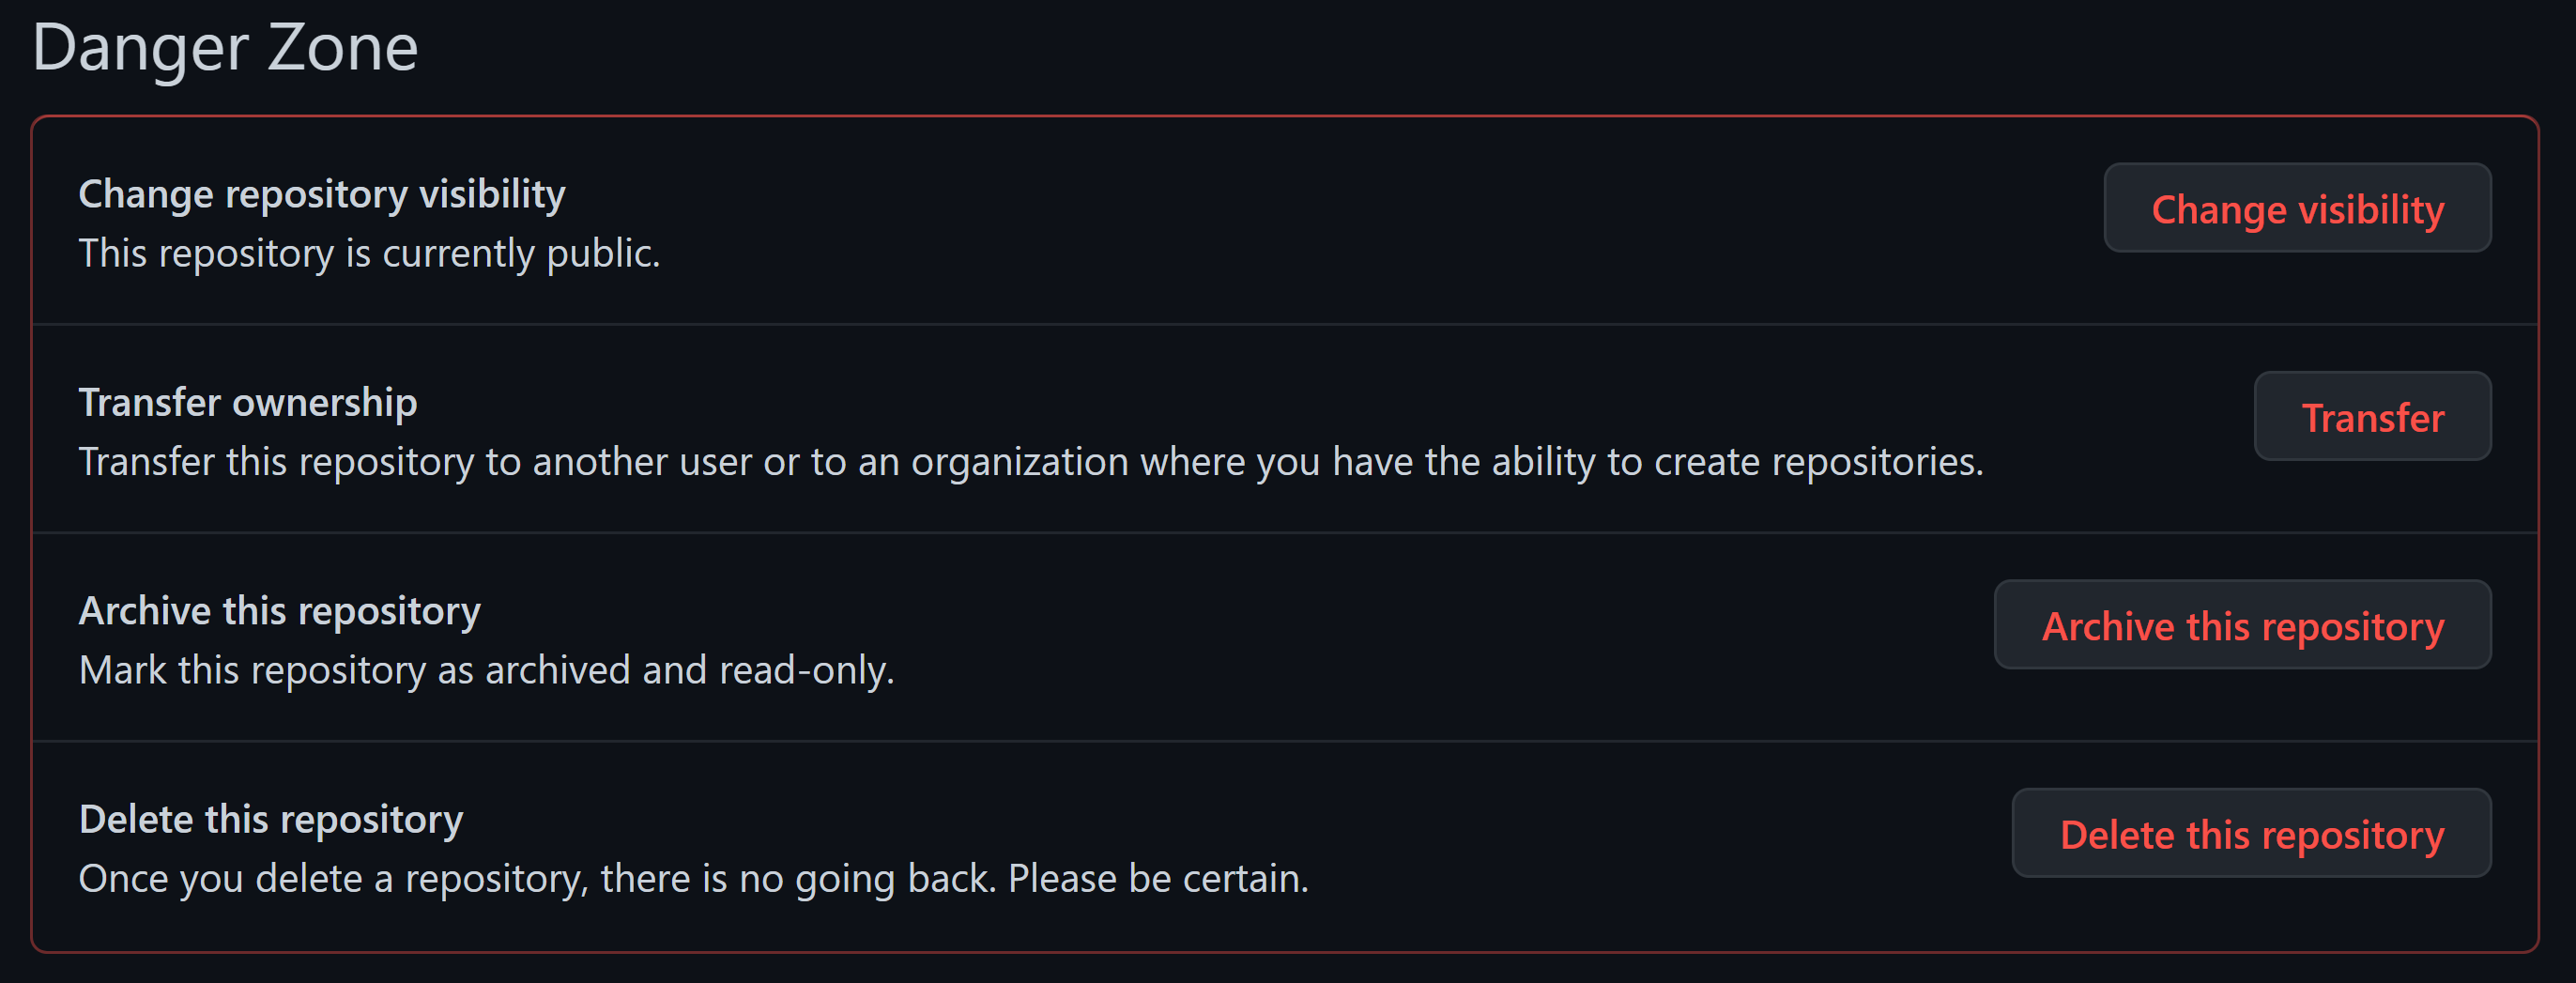 Danger Zone
Change repository visibility
This repository is currently public.
Change visibility
Transfer ownership
Transfer this repository to another user or to an organization where you have the ability to create repositories.
Transfer
Archive this repository
Mark this repository as archived and read-only.
Archive this repository
Delete this repository
Once you delete a repository, there is no going back. Please be certain.
Delete this repository